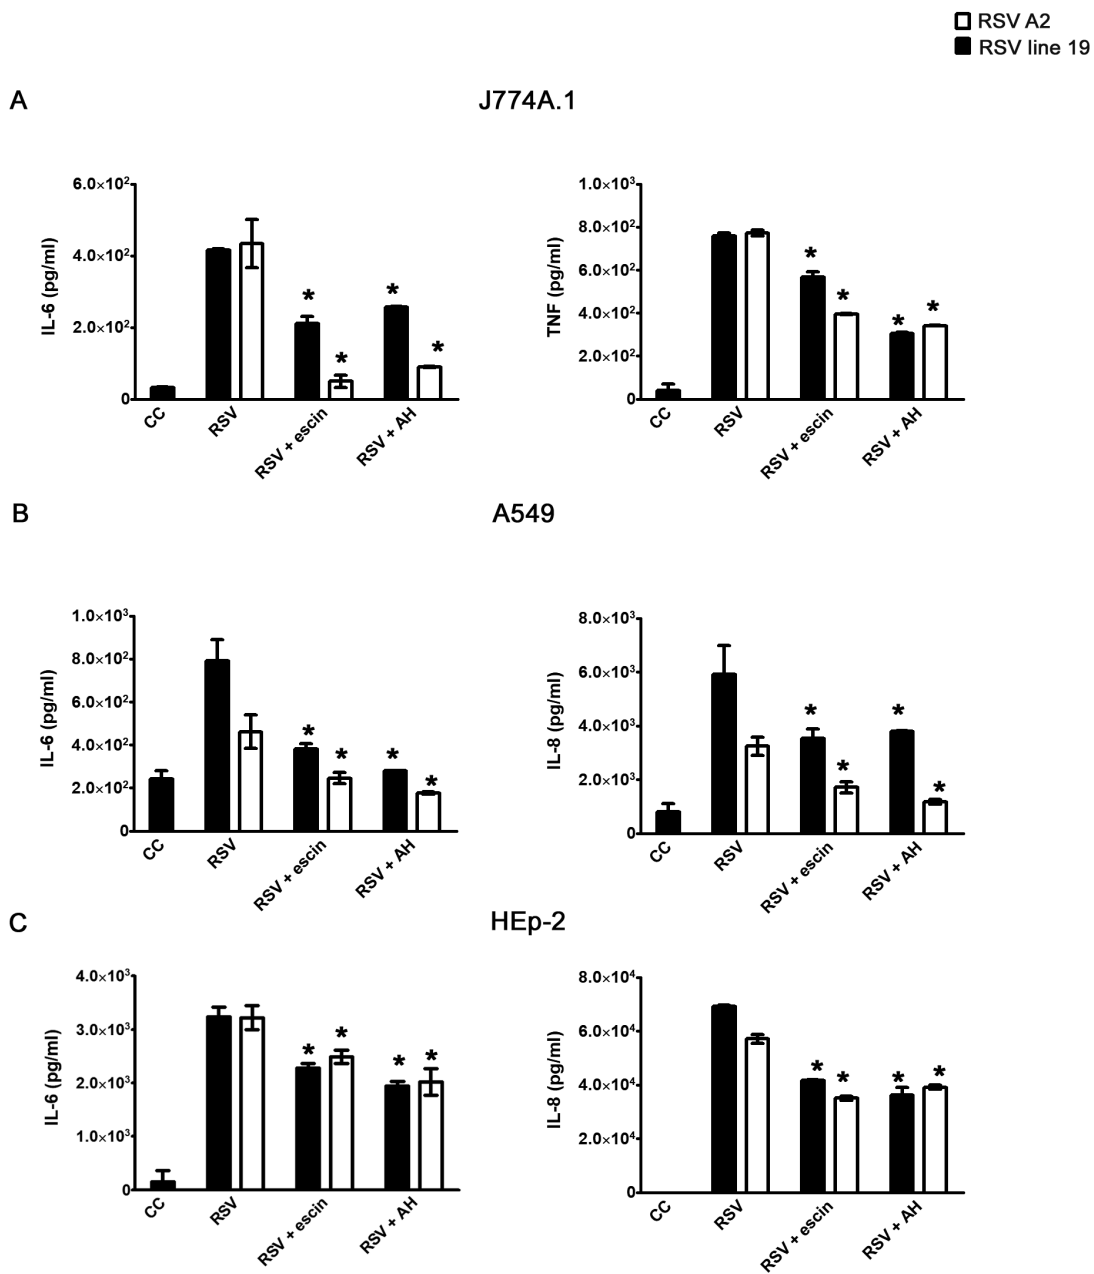 RSV A2
RSV line 19
A
J774A.1
IL-6 (pg/ml)
6.0×10²
4.0×10²
2.0×10²
0
CC
RSV
RSV + escin
RSV + AH
*
*
*
*
TNF (pg/ml)
1.0×10³
8.0×10²
6.0×10²
4.0×10²
2.0×10²
0
CC
RSV
RSV + escin
RSV + AH
*
*
*
*
B
A549
IL-6 (pg/ml)
1.0×10³
8.0×10²
6.0×10²
4.0×10²
2.0×10²
0
CC
RSV
RSV + escin
RSV + AH
*
*
*
*
IL-8 (pg/ml)
8.0×10³
6.0×10³
4.0×10³
2.0×10³
0
CC
RSV
RSV + escin
RSV + AH
*
*
*
*
C
HEp-2
IL-6 (pg/ml)
4.0×10³
3.0×10³
2.0×10³
1.0×10³
0
CC
RSV
RSV + escin
RSV + AH
*
*
*
*
IL-8 (pg/ml)
8.0×10⁴
6.0×10⁴
4.0×10⁴
2.0×10⁴
0
CC
RSV
RSV + escin
RSV + AH
*
*
*
*